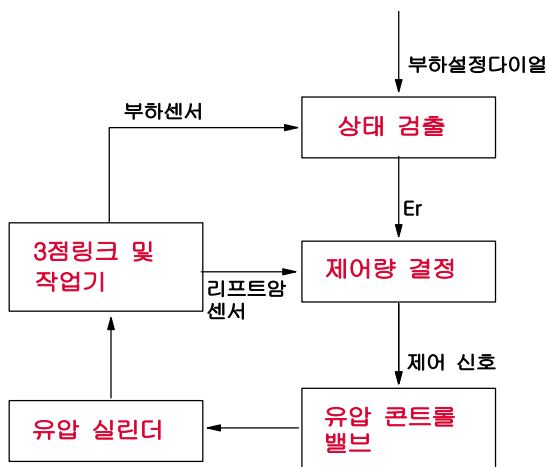 부하설정다이얼
부하센서
상태 검출
Er
3점링크 및
작업기
리프트암
센서
제어량 결정
제어 신호
유압 실린더
유압 콘트롤
밸브